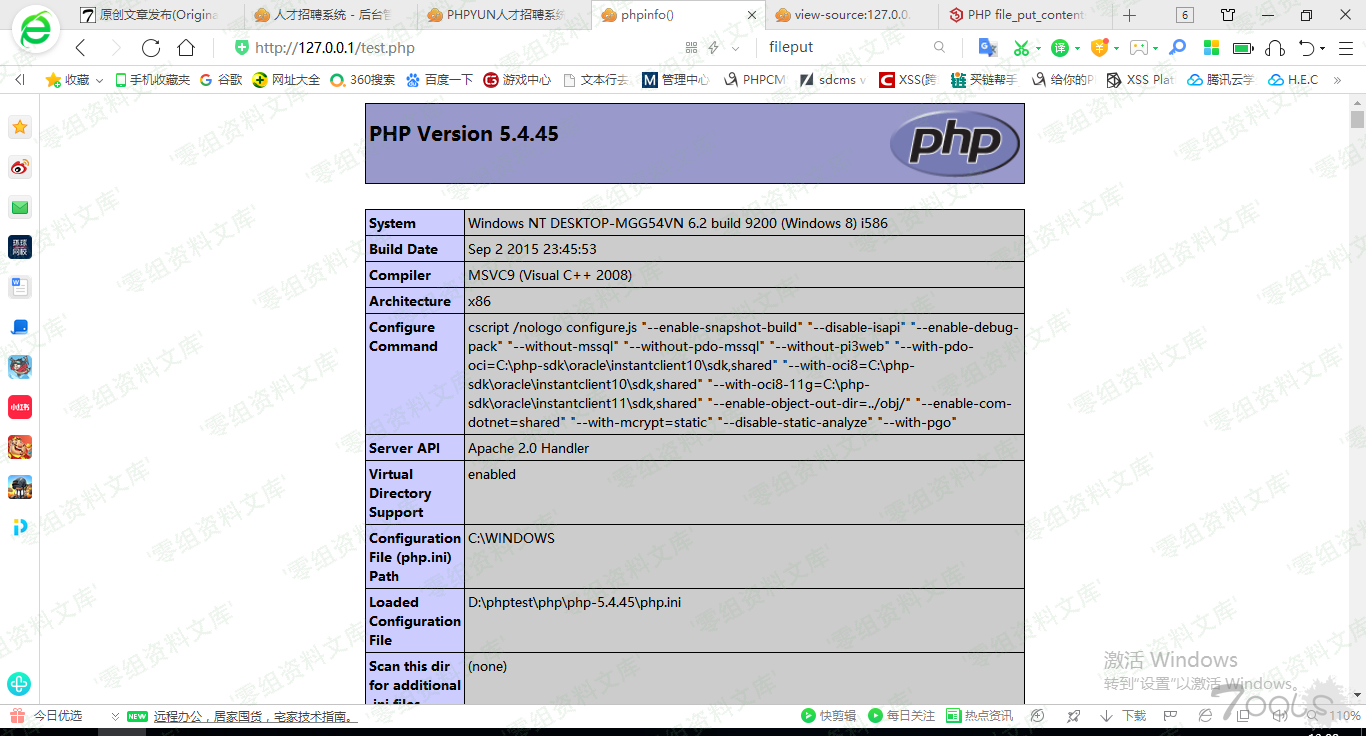 原创文章发布(Origina
人才招聘系统 - 后台管
PHPYUN人才招聘系统
phpinfo()
view-source:127.0.0.
PHP file_put_content
6
http://127.0.0.1/test.php
fileput
收藏
手机收藏夹
谷歌
网址大全
360搜索
百度一下
游戏中心
文本行去
管理中心
PHPCM
sdcms v
XSS(跨
买链帮手
给你的P
XSS Plat
腾讯云学
H.E.C
PHP Version 5.4.45
php
System
Windows NT DESKTOP-MGG54VN 6.2 build 9200 (Windows 8) i586
Build Date
Sep 2 2015 23:45:53
Compiler
MSVC9 (Visual C++ 2008)
Architecture
x86
Configure
Command
cscript /nologo configure.js "--enable-snapshot-build" "--disable-isapi" "--enable-debug-
pack" "--without-mssql" "--without-pdo-mssql" "--without-pi3web" "--with-pdo-
oci=C:\php-sdk\oracle\instantclient10\sdk,shared" "--with-oci8=C:\php-
sdk\oracle\instantclient10\sdk,shared" "--with-oci8-11g=C:\php-
sdk\oracle\instantclient11\sdk,shared" "--enable-object-out-dir=../obj/" "--enable-com-
dotnet=shared" "--with-mcrypt=static" "--disable-static-analyze" "--with-pgo"
Server API
Apache 2.0 Handler
Virtual
Directory
Support
enabled
Configuration
File (php.ini)
Path
C:\WINDOWS
Loaded
Configuration
File
D:\phptest\php\php-5.4.45\php.ini
Scan this dir
for additional
.ini files
(none)
激活 Windows
转到"设置"以激活 Windows。
7OOLS
今日优选
NEW
远程办公，居家囤货，宅家技术指南。
快剪辑
每日关注
热点资讯
下载
110%
'零组资料文库'